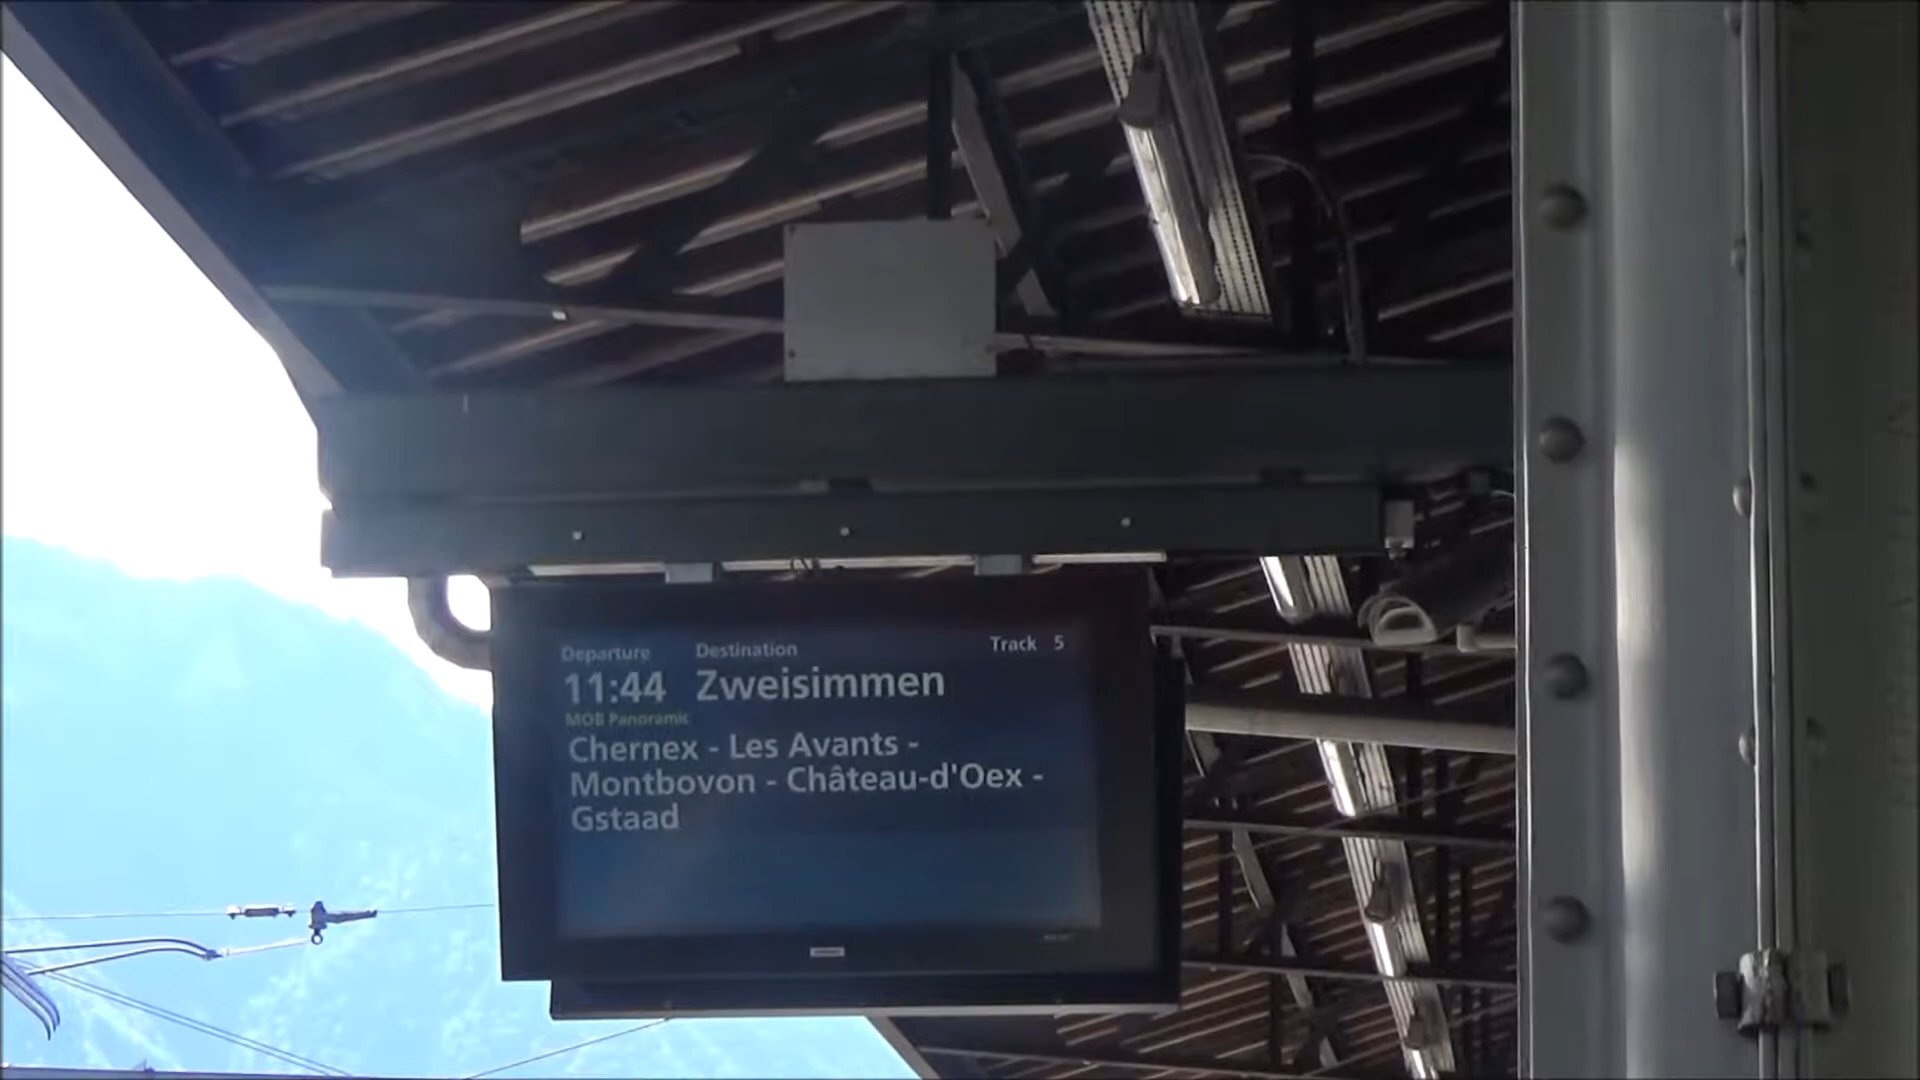 Departure Destination Track 5
11:44 Zweisimmen
MOB Panoramic
Chernex - Les Avants -
Montbovon - Château-d'Oex -
Gstaad